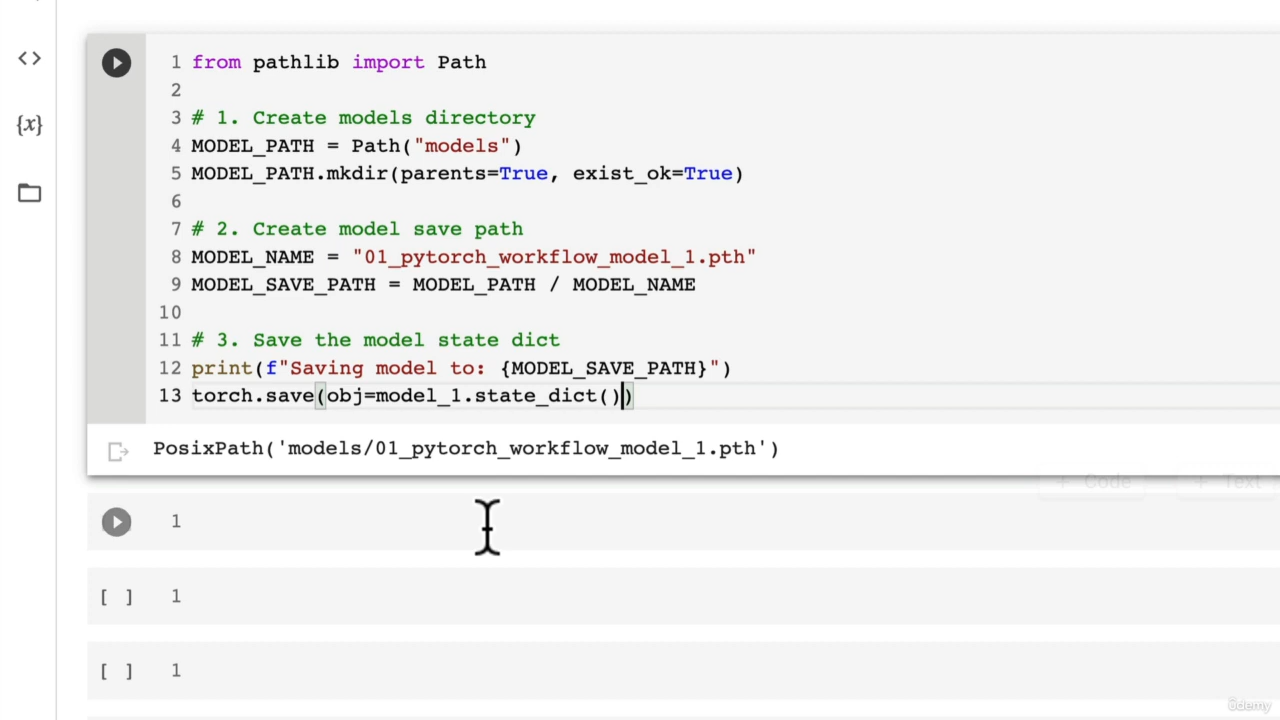 <>
{x}
1 from pathlib import Path
2
3 # 1. Create models directory
4 MODEL_PATH = Path("models")
5 MODEL_PATH.mkdir(parents=True, exist_ok=True)
6
7 # 2. Create model save path
8 MODEL_NAME = "01_pytorch_workflow_model_1.pth"
9 MODEL_SAVE_PATH = MODEL_PATH / MODEL_NAME
10
11 # 3. Save the model state dict
12 print(f"Saving model to: {MODEL_SAVE_PATH}")
13 torch.save(obj=model_1.state_dict())
PosixPath('models/01_pytorch_workflow_model_1.pth')
+ Code + Text
1
[ ] 1
[ ] 1
ûdemy